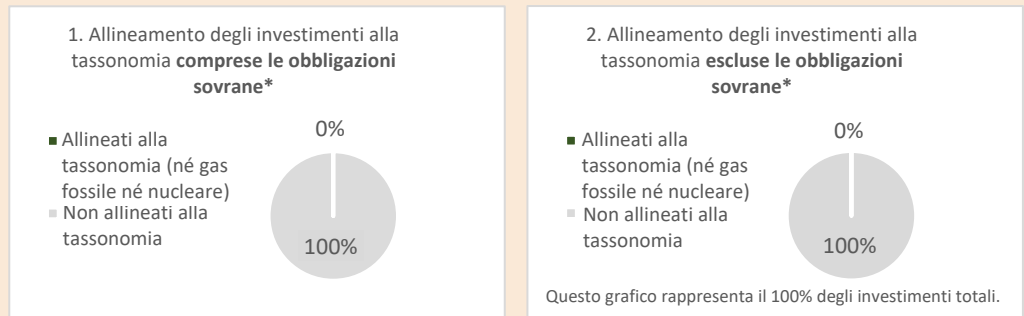 1. Allineamento degli investimenti alla
tassonomia comprese le obbligazioni
sovrane*
0%
Allineati alla
tassonomia (né gas
fossile né nucleare)
Non allineati alla
tassonomia
100%
2. Allineamento degli investimenti alla
tassonomia escluse le obbligazioni
sovrane*
0%
Allineati alla
tassonomia (né gas
fossile né nucleare)
Non allineati alla
tassonomia
100%
Questo grafico rappresenta il 100% degli investimenti totali.